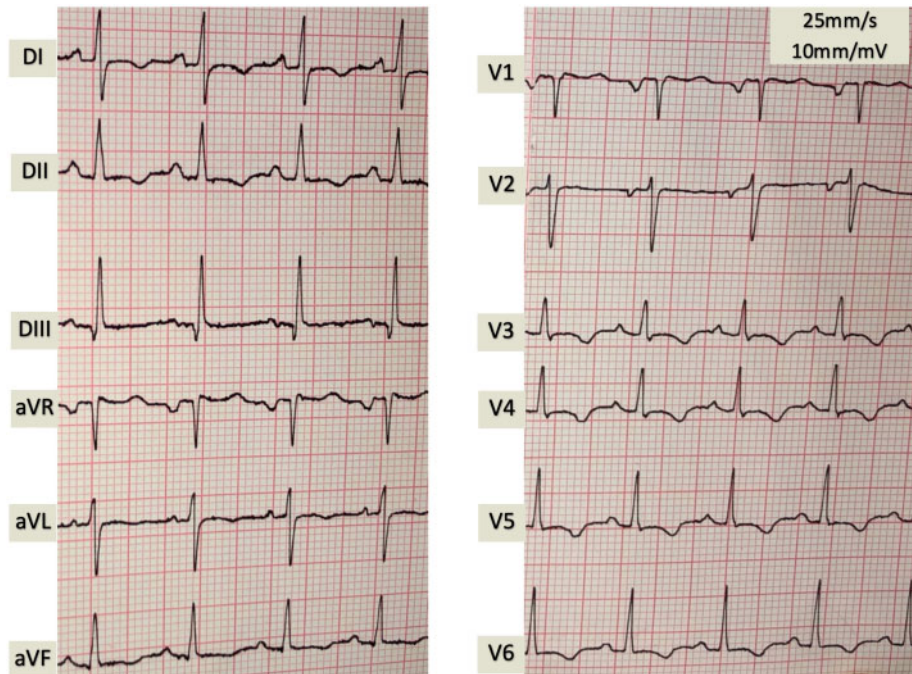 DI
DII
DIII
aVR
aVL
aVF
25mm/s
10mm/mV
V1
V2
V3
V4
V5
V6